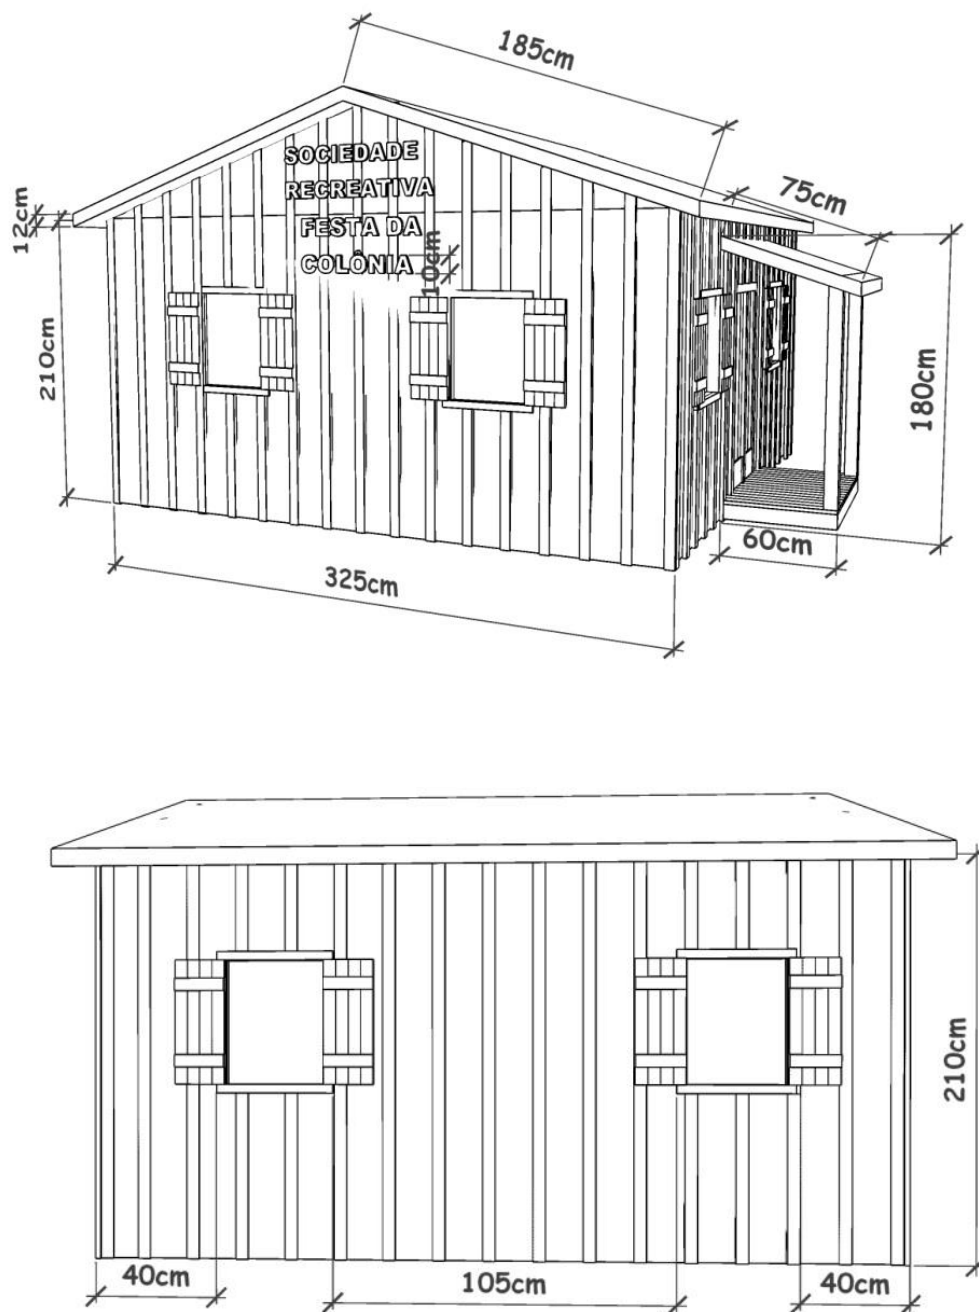 185cm
75cm
12cm
SOCIEDADE
RECREATIVA
FESTA DA
COLÔNIA
10cm
210cm
180cm
60cm
325cm
210cm
40cm
105cm
40cm